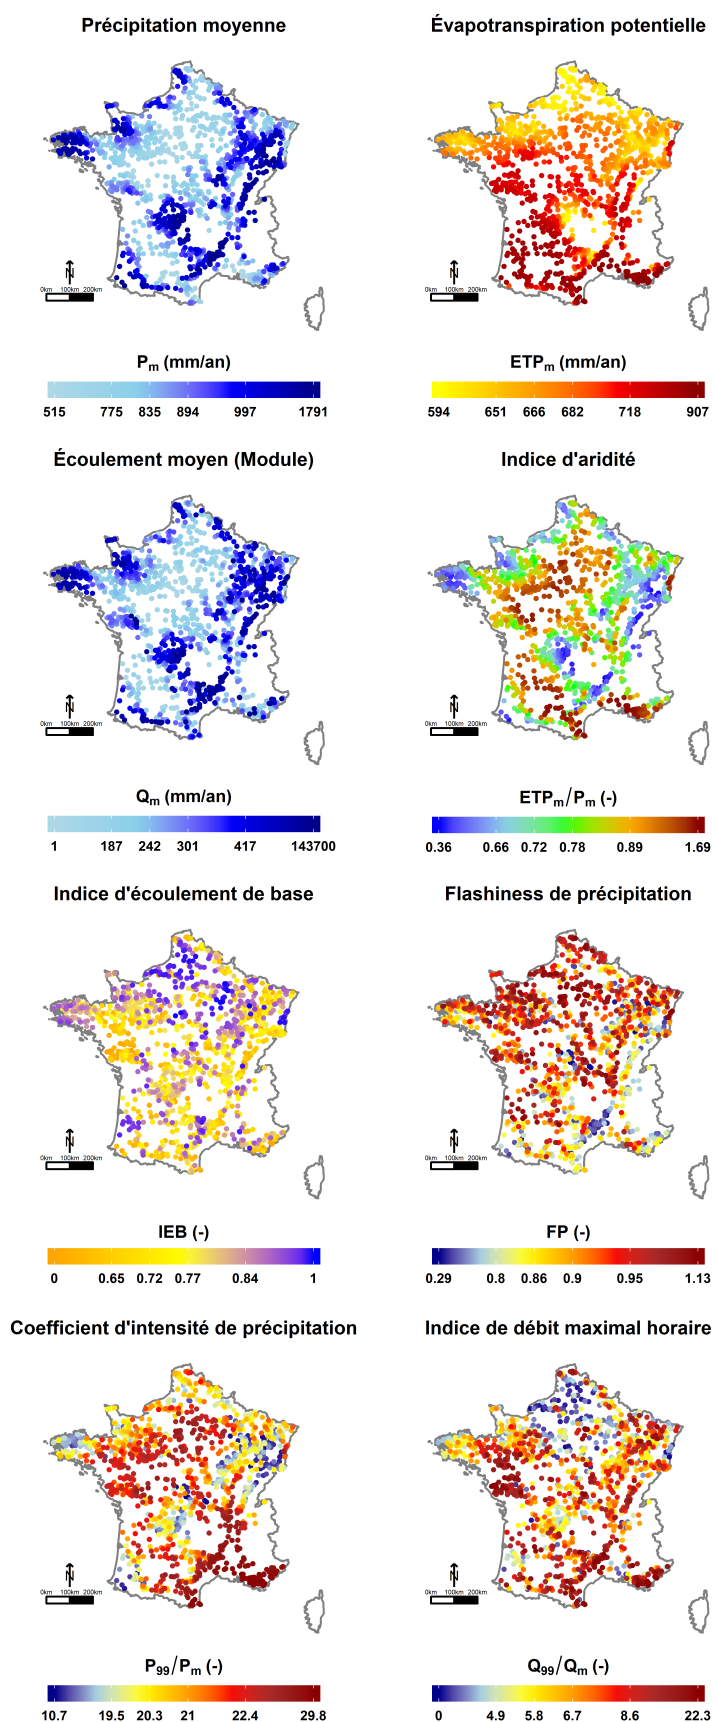 Précipitation moyenne
Évapotranspiration potentielle
N
0km 100km 200km
N
0km 100km 200km
Pm (mm/an)
ETPm (mm/an)
515 775 835 894 997 1791
594 651 666 682 718 907
Écoulement moyen (Module)
Indice d'aridité
N
0km 100km 200km
N
0km 100km 200km
Qm (mm/an)
ETPm/Pm (-)
1 187 242 301 417 143700
0.36 0.66 0.72 0.78 0.89 1.69
Indice d'écoulement de base
Flashiness de précipitation
N
0km 100km 200km
N
0km 100km 200km
IEB (-)
FP (-)
0 0.65 0.72 0.77 0.84 1
0.29 0.8 0.86 0.9 0.95 1.13
Coefficient d'intensité de précipitation
Indice de débit maximal horaire
N
0km 100km 200km
N
0km 100km 200km
P99/Pm (-)
Q99/Qm (-)
10.7 19.5 20.3 21 22.4 29.8
0 4.9 5.8 6.7 8.6 22.3